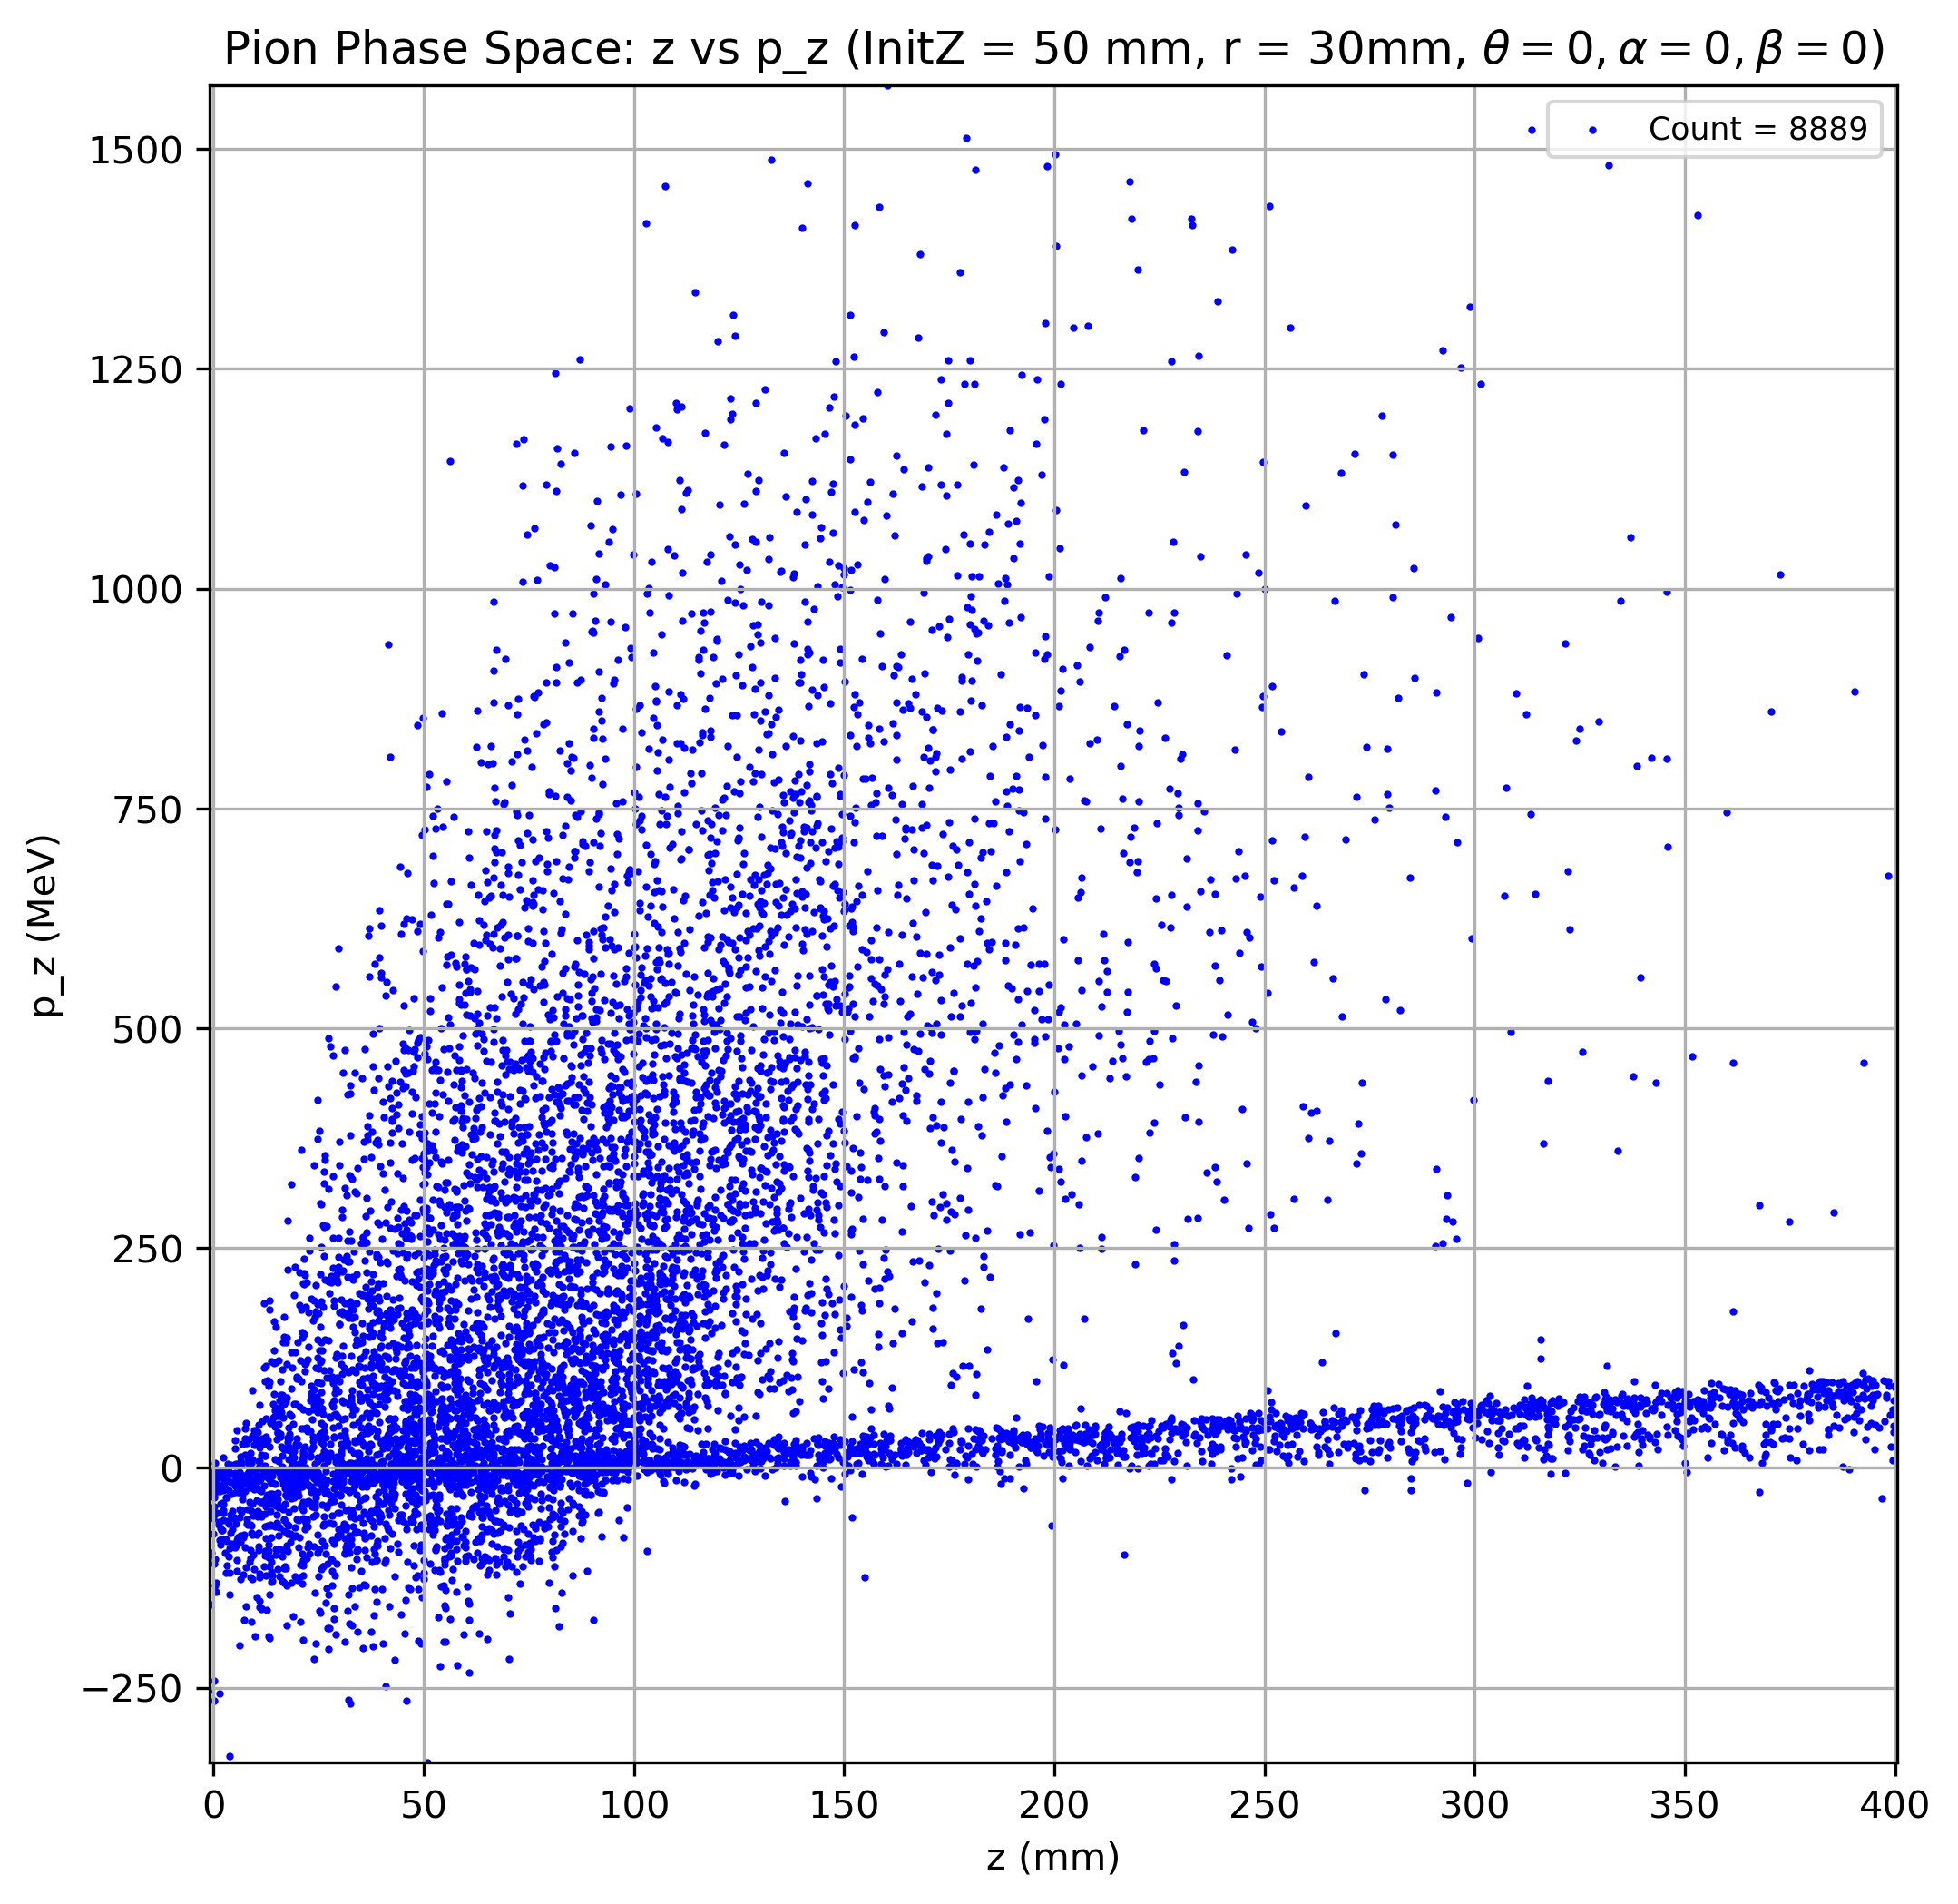 Pion Phase Space: z vs p_z (InitZ = 50 mm, r = 30mm, θ = 0, α = 0, β = 0)
Count = 8889
1500
1250
1000
750
500
250
0
−250
p_z (MeV)
0 50 100 150 200 250 300 350 400
z (mm)